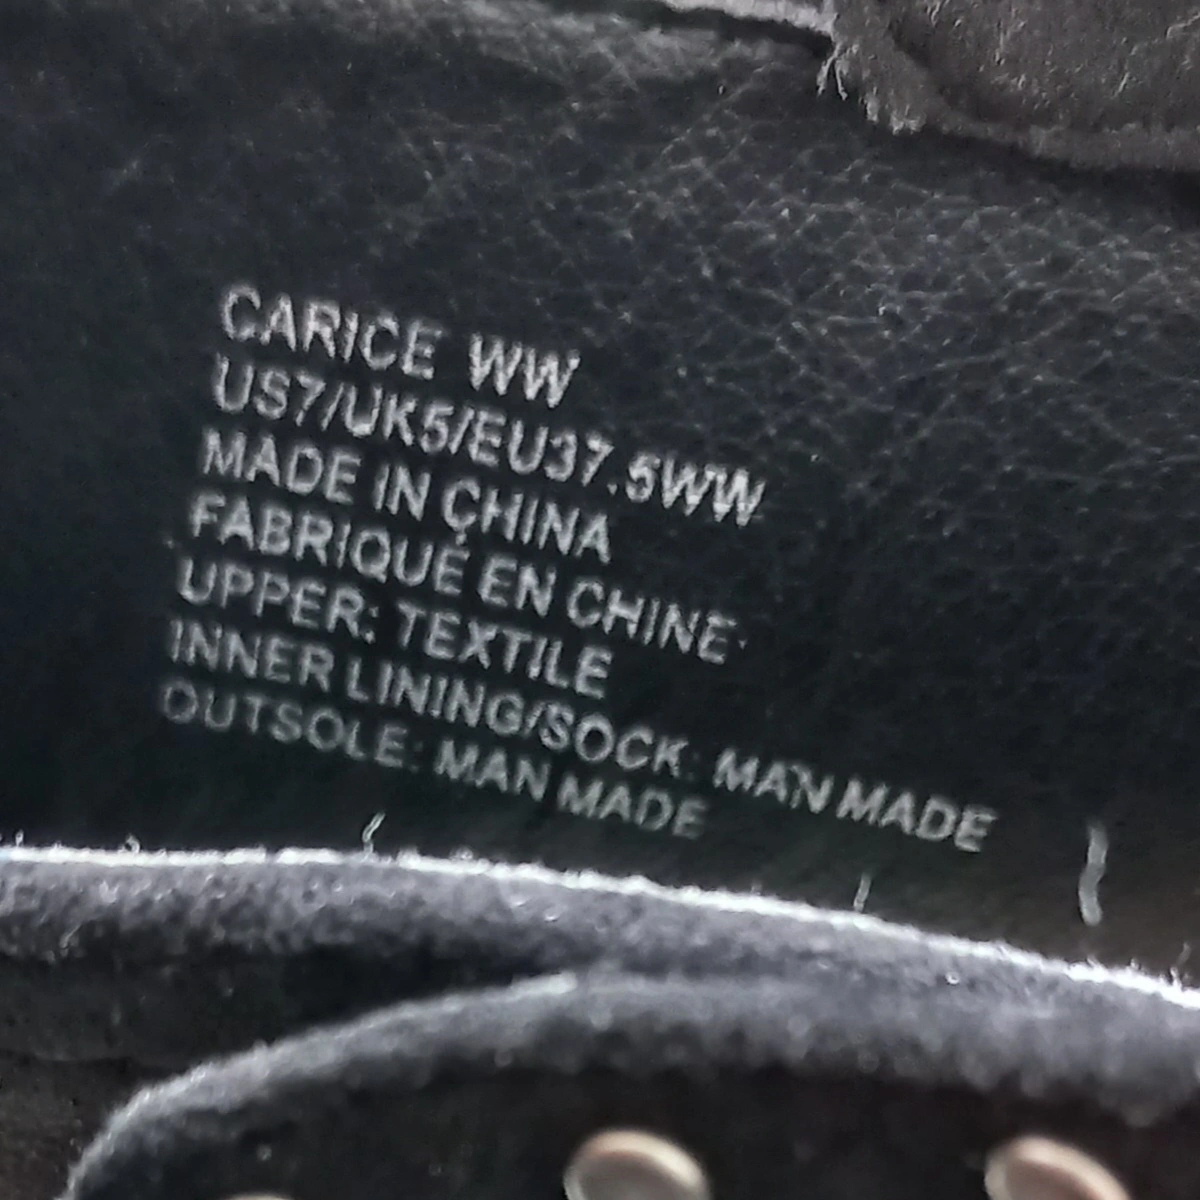 CARICE WW
US7/UK5/EU37.5WW
MADE IN CHINA
FABRIQUÉ EN CHINE
UPPER: TEXTILE
INNER LINING/SOCK: MAN MADE
OUTSOLE: MAN MADE